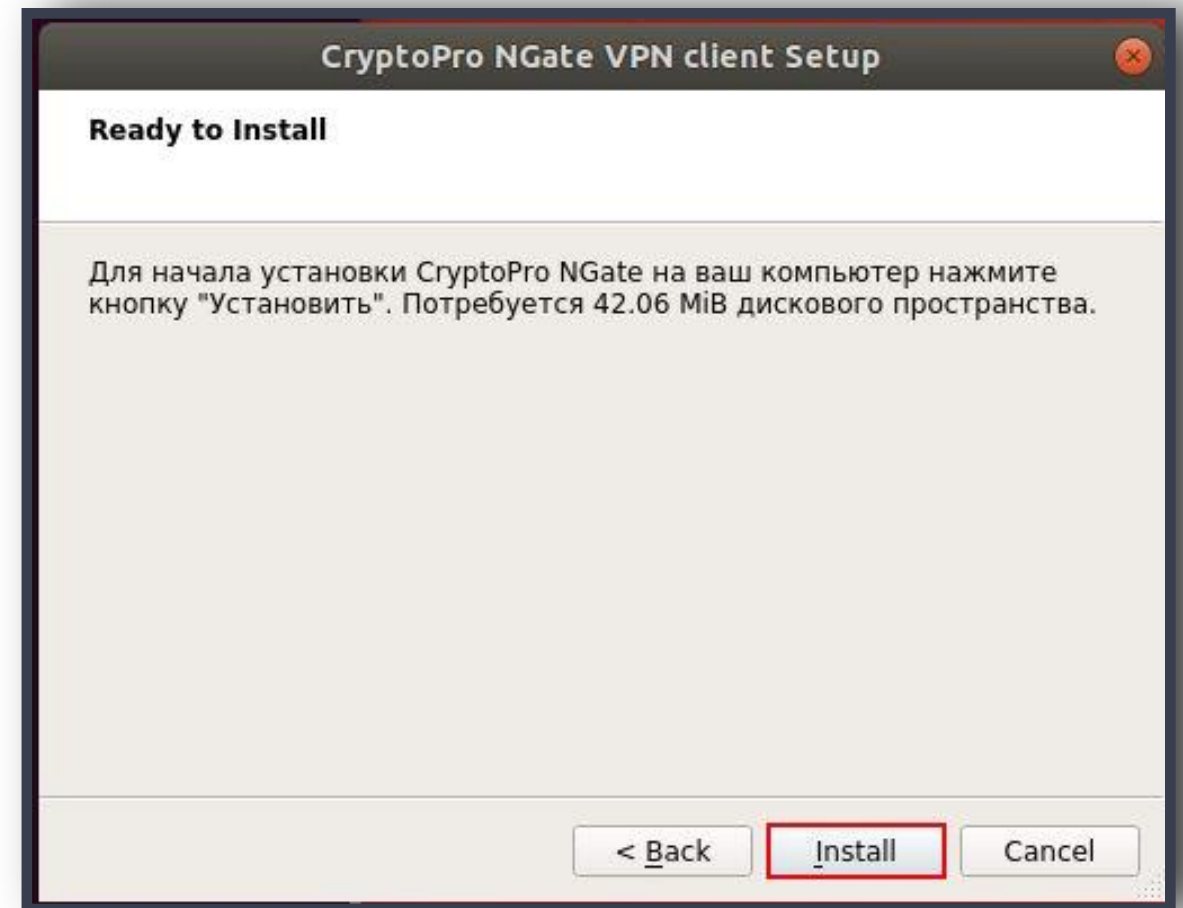 CryptoPro NGate VPN client Setup
Ready to Install
Для начала установки CryptoPro NGate на ваш компьютер нажмите
кнопку "Установить". Потребуется 42.06 MiB дискового пространства.
< Back
Install
Cancel